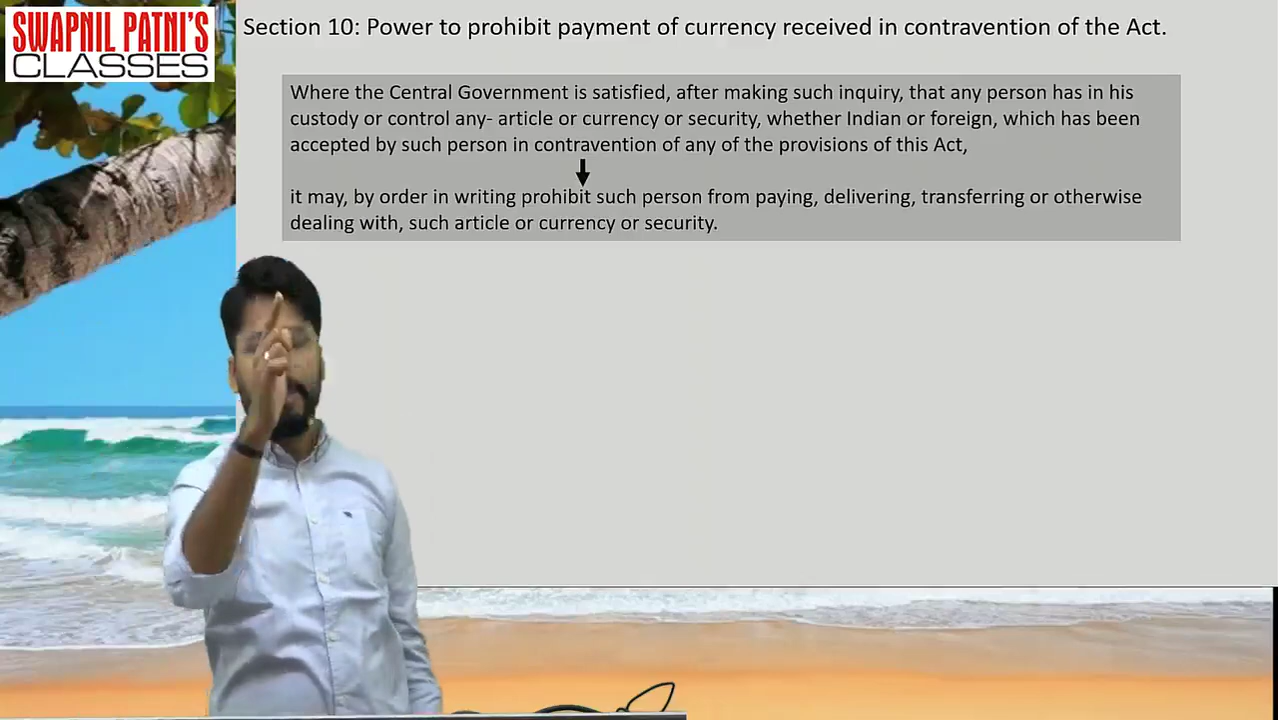 SWAPNIL PATNI'S
CLASSES
Section 10: Power to prohibit payment of currency received in contravention of the Act.
Where the Central Government is satisfied, after making such inquiry, that any person has in his
custody or control any- article or currency or security, whether Indian or foreign, which has been
accepted by such person in contravention of any of the provisions of this Act,
it may, by order in writing prohibit such person from paying, delivering, transferring or otherwise
dealing with, such article or currency or security.